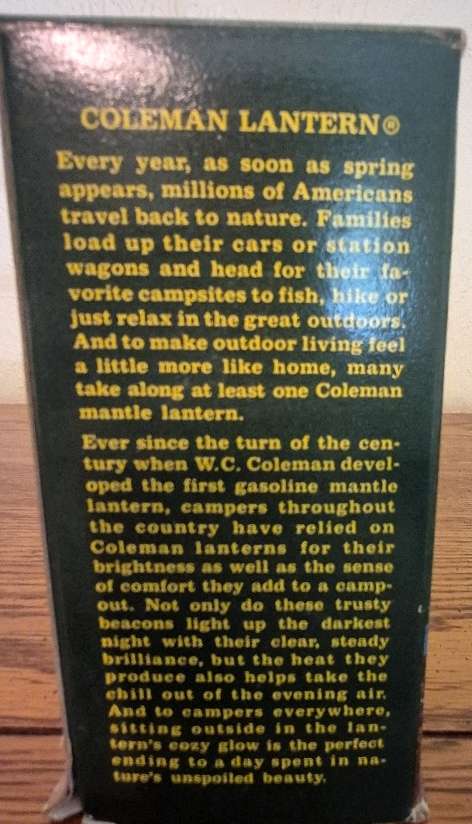 COLEMAN LANTERN®
Every year, as soon as spring
appears, millions of Americans
travel back to nature. Families
load up their cars or station
wagons and head for their fa-
vorite campsites to fish, hike or
just relax in the great outdoors.
And to make outdoor living feel
a little more like home, many
take along at least one Coleman
mantle lantern.
Ever since the turn of the cen-
tury when W.C. Coleman devel-
oped the first gasoline mantle
lantern, campers throughout
the country have relied on
Coleman lanterns for their
brightness as well as the sense
of comfort they add to a camp-
out. Not only do these trusty
beacons light up the darkest
night with their clear, steady
brilliance, but the heat they
produce also helps take the
chill out of the evening air.
And to campers everywhere,
sitting outside in the lan-
tern's cozy glow is the perfect
ending to a day spent in na-
ture's unspoiled beauty.